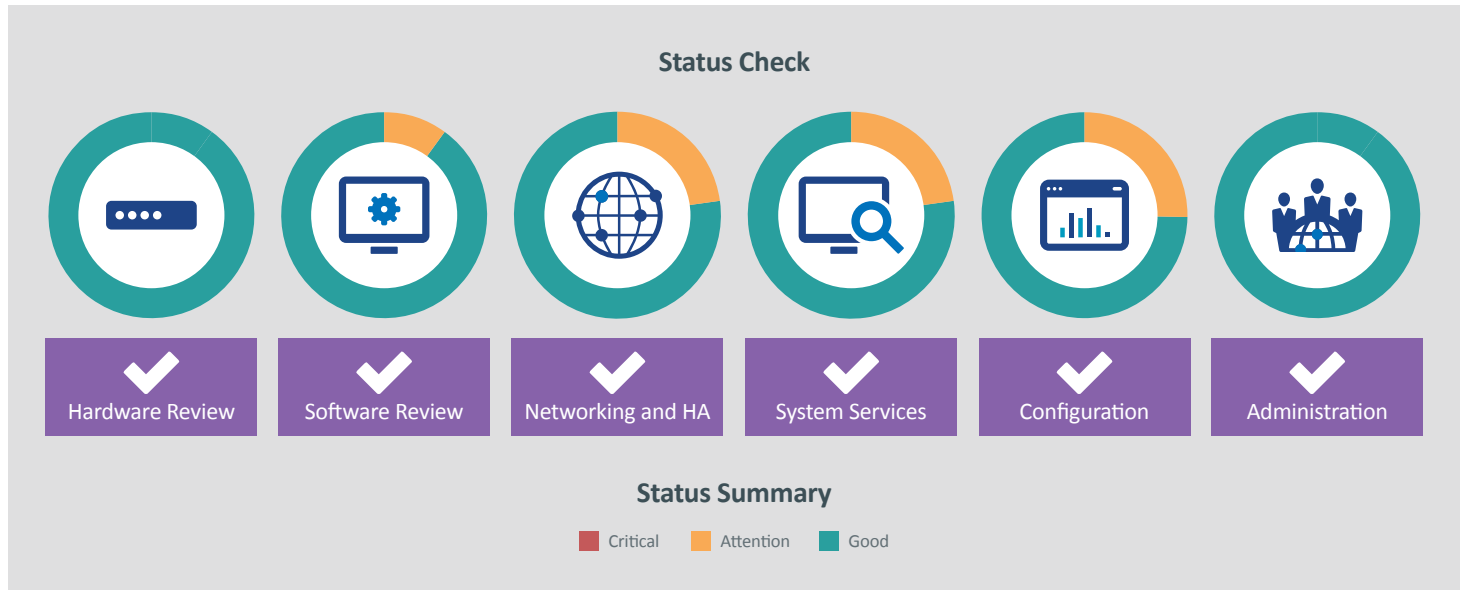 Status Check
Hardware Review
Software Review
Networking and HA
System Services
Configuration
Administration
Status Summary
Critical
Attention
Good